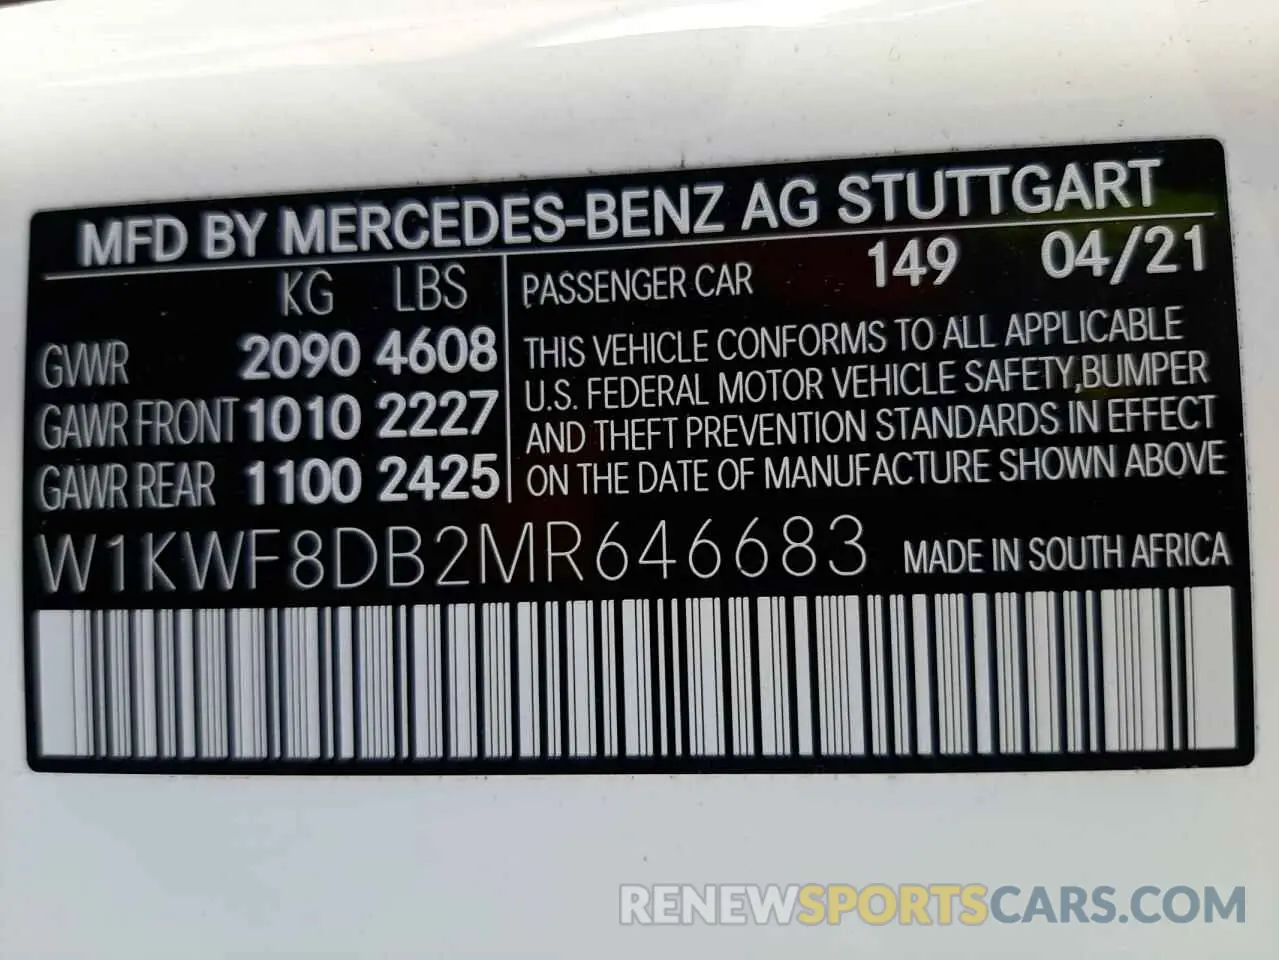 MFD BY MERCEDES-BENZ AG STUTTGART
KG LBS
GVWR 2090 4608
GAWR FRONT 1010 2227
GAWR REAR 1100 2425
PASSENGER CAR 149 04/21
THIS VEHICLE CONFORMS TO ALL APPLICABLE
U.S. FEDERAL MOTOR VEHICLE SAFETY,BUMPER
AND THEFT PREVENTION STANDARDS IN EFFECT
ON THE DATE OF MANUFACTURE SHOWN ABOVE
W1KWF8DB2MR646683 MADE IN SOUTH AFRICA
RENEWSPORTSCARS.COM